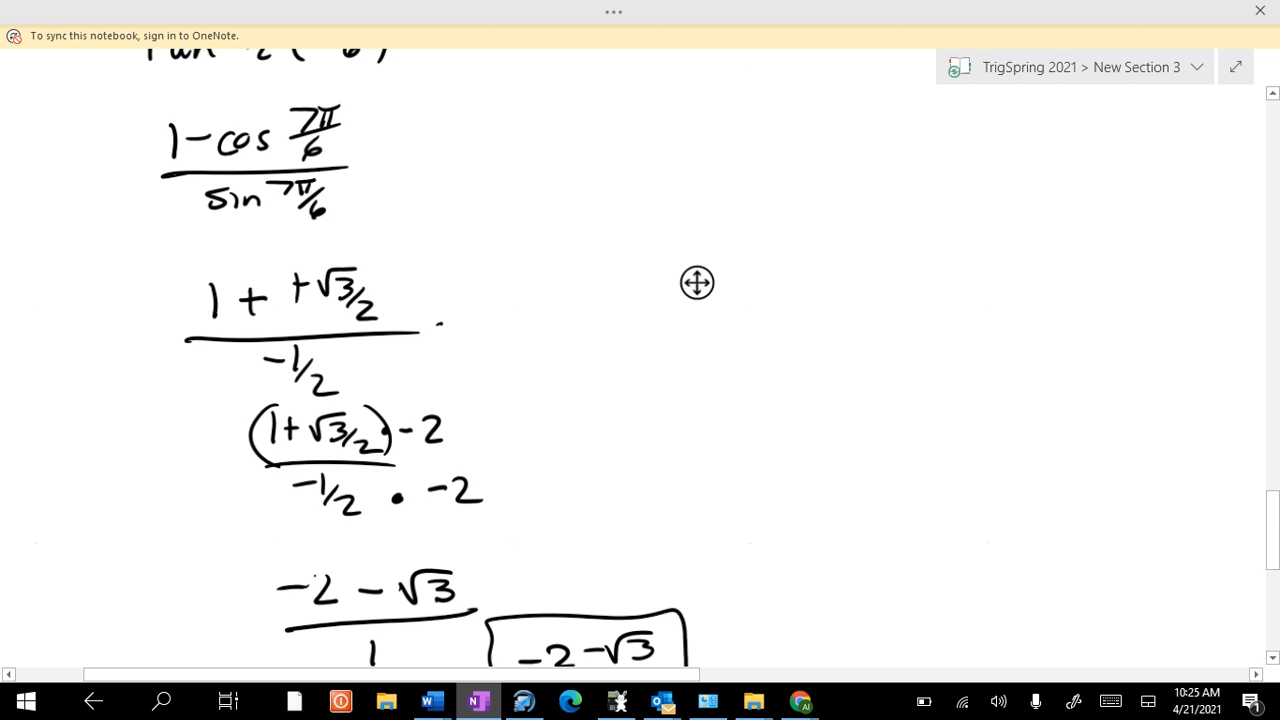 To sync this notebook, sign in to OneNote.
TrigSpring 2021 > New Section 3
1 - cos 7π/6
sin 7π/6
1 + + √3/2
-1/2
(1 + √3/2) · -2
-1/2 · -2
-2 - √3
1
-2 - √3
10:25 AM
4/21/2021